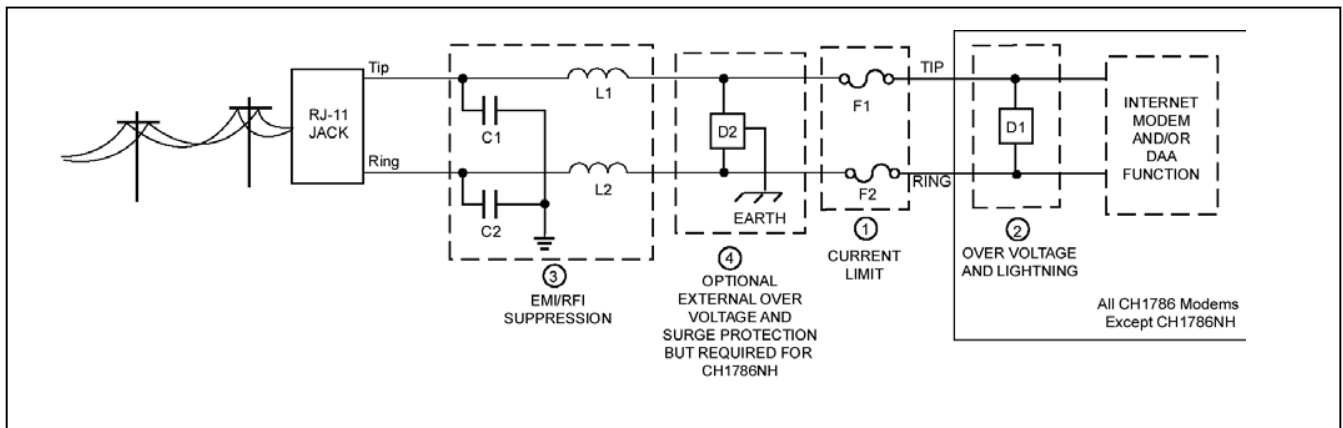 RJ-11
JACK
Tip
Ring
C1
C2
L1
L2
③
EMI/RFI
SUPPRESSION
D2
EARTH
④
OPTIONAL
EXTERNAL OVER
VOLTAGE AND
SURGE PROTECTION
BUT REQUIRED FOR
CH1786NH
F1
F2
①
CURRENT
LIMIT
TIP
RING
D1
②
OVER VOLTAGE
AND LIGHTNING
INTERNET
MODEM
AND/OR
DAA
FUNCTION
All CH1786 Modems
Except CH1786NH